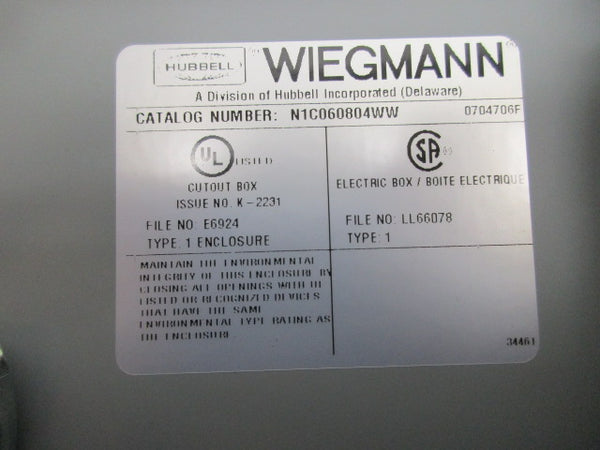 HUBBELL
WIEGMANN
A Division of Hubbell Incorporated (Delaware)
CATALOG NUMBER: N1C060804WW 0704706F
UL LISTED
CUTOUT BOX
ISSUE NO. K-2231
FILE NO: E6924
TYPE: 1 ENCLOSURE
MAINTAIN THE ENVIRONMENTAL
INTEGRITY OF THIS ENCLOSURE BY
CLOSING ALL OPENINGS WITH UL
LISTED OR RECOGNIZED DEVICES
THAT HAVE THE SAME
ENVIRONMENTAL TYPE RATING AS
THE ENCLOSURE.
SA ®
ELECTRIC BOX / BOITE ELECTRIQUE
FILE NO: LL66078
TYPE: 1
34461